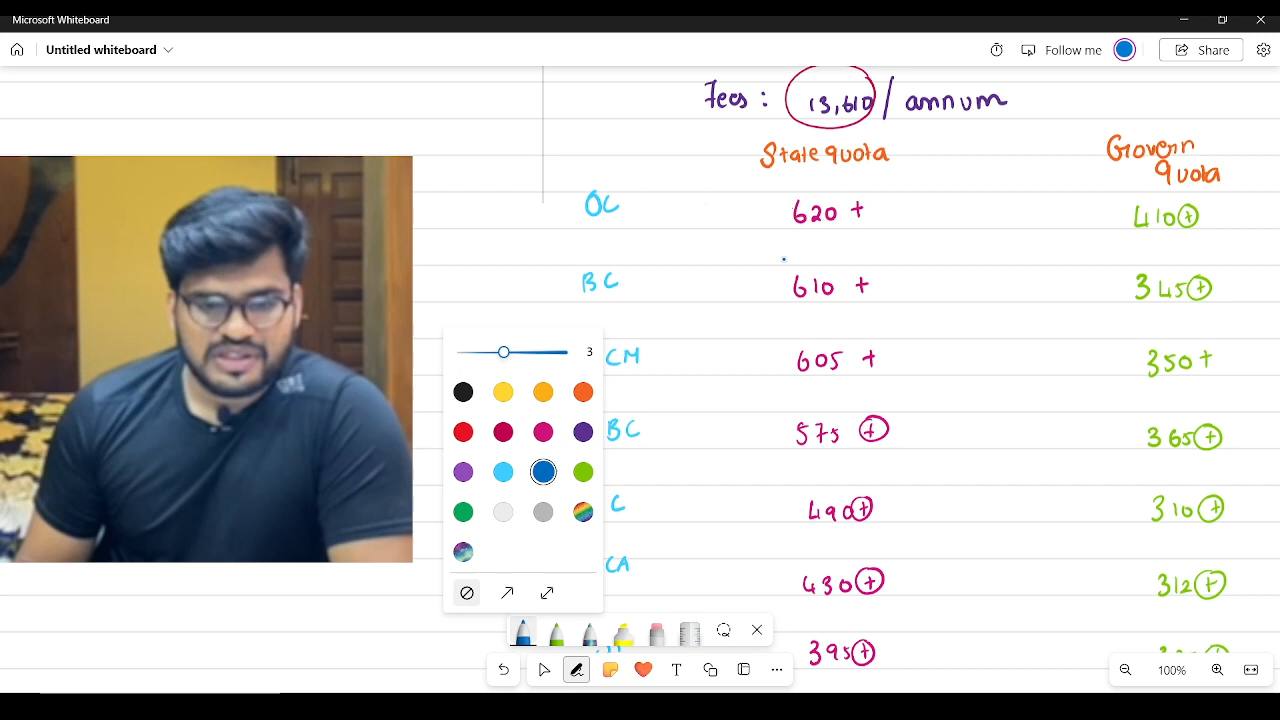 Microsoft Whiteboard
Untitled whiteboard
Follow me
Share
Fees : 13,610 / annum
State quota
Govern quota
OC 620 + 410+
BC 610 + 345+
CM 605 + 350+
BC 575 + 365+
C 490+ 310+
CA 430+ 312+
395+
3
100%